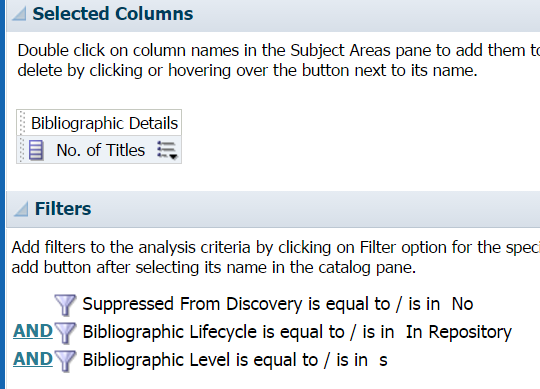 Selected Columns
Double click on column names in the Subject Areas pane to add them to
delete by clicking or hovering over the button next to its name.
Bibliographic Details
No. of Titles
Filters
Add filters to the analysis criteria by clicking on Filter option for the speci
add button after selecting its name in the catalog pane.
Suppressed From Discovery is equal to / is in No
AND Bibliographic Lifecycle is equal to / is in In Repository
AND Bibliographic Level is equal to / is in s